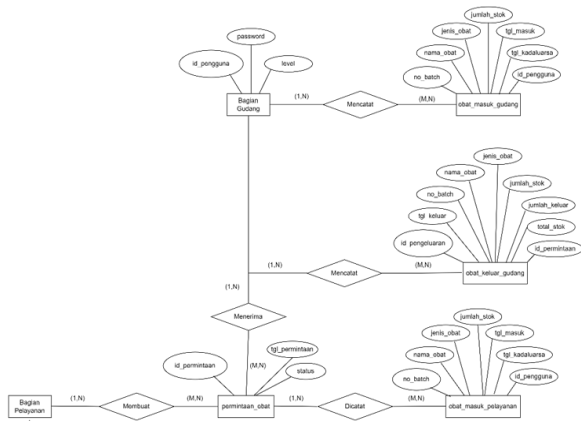 jumlah_stok
jenis_obat
tgl_masuk
nama_obat
tgl_kadaluarsa
no_batch
id_pengguna
password
id_pengguna
level
Bagian
Gudang
(1,N)
Mencatat
(M,N)
obat_masuk_gudang
jenis_obat
nama_obat
jumlah_stok
no_batch
jumlah_keluar
tgl_keluar
total_stok
id_pengeluaran
id_permintaan
(1,N)
Mencatat
(M,N)
obat_keluar_gudang
(1,N)
Menerima
(M,N)
id_permintaan
tgl_permintaan
status
jumlah_stok
jenis_obat
tgl_masuk
nama_obat
tgl_kadaluarsa
no_batch
id_pengguna
Bagian
Pelayanan
(1,N)
Membuat
(M,N)
permintaan_obat
(1,N)
Dicatat
(M,N)
obat_masuk_pelayanan